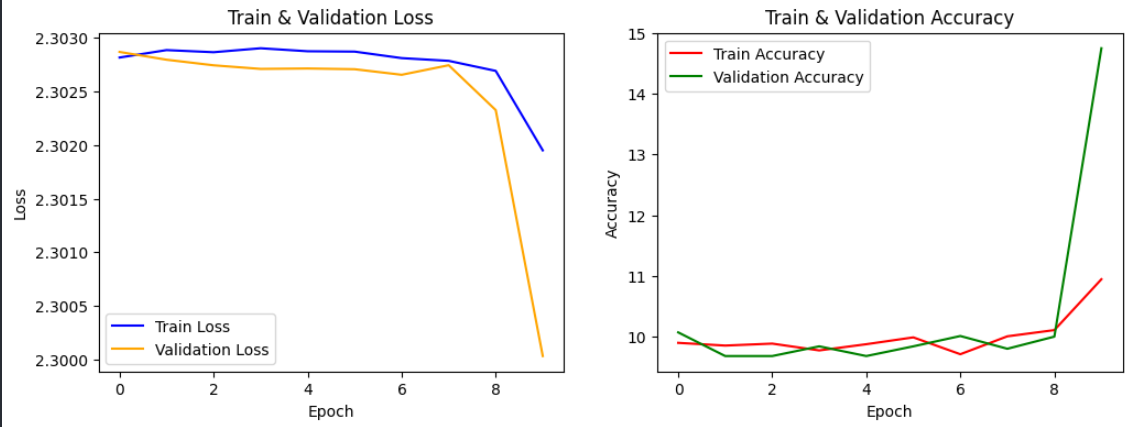 Train & Validation Loss
2.3030
2.3025
2.3020
2.3015
2.3010
2.3005
2.3000
Loss
Train Loss
Validation Loss
0 2 4 6 8
Epoch
Train & Validation Accuracy
15
14
13
12
11
10
Accuracy
Train Accuracy
Validation Accuracy
0 2 4 6 8
Epoch